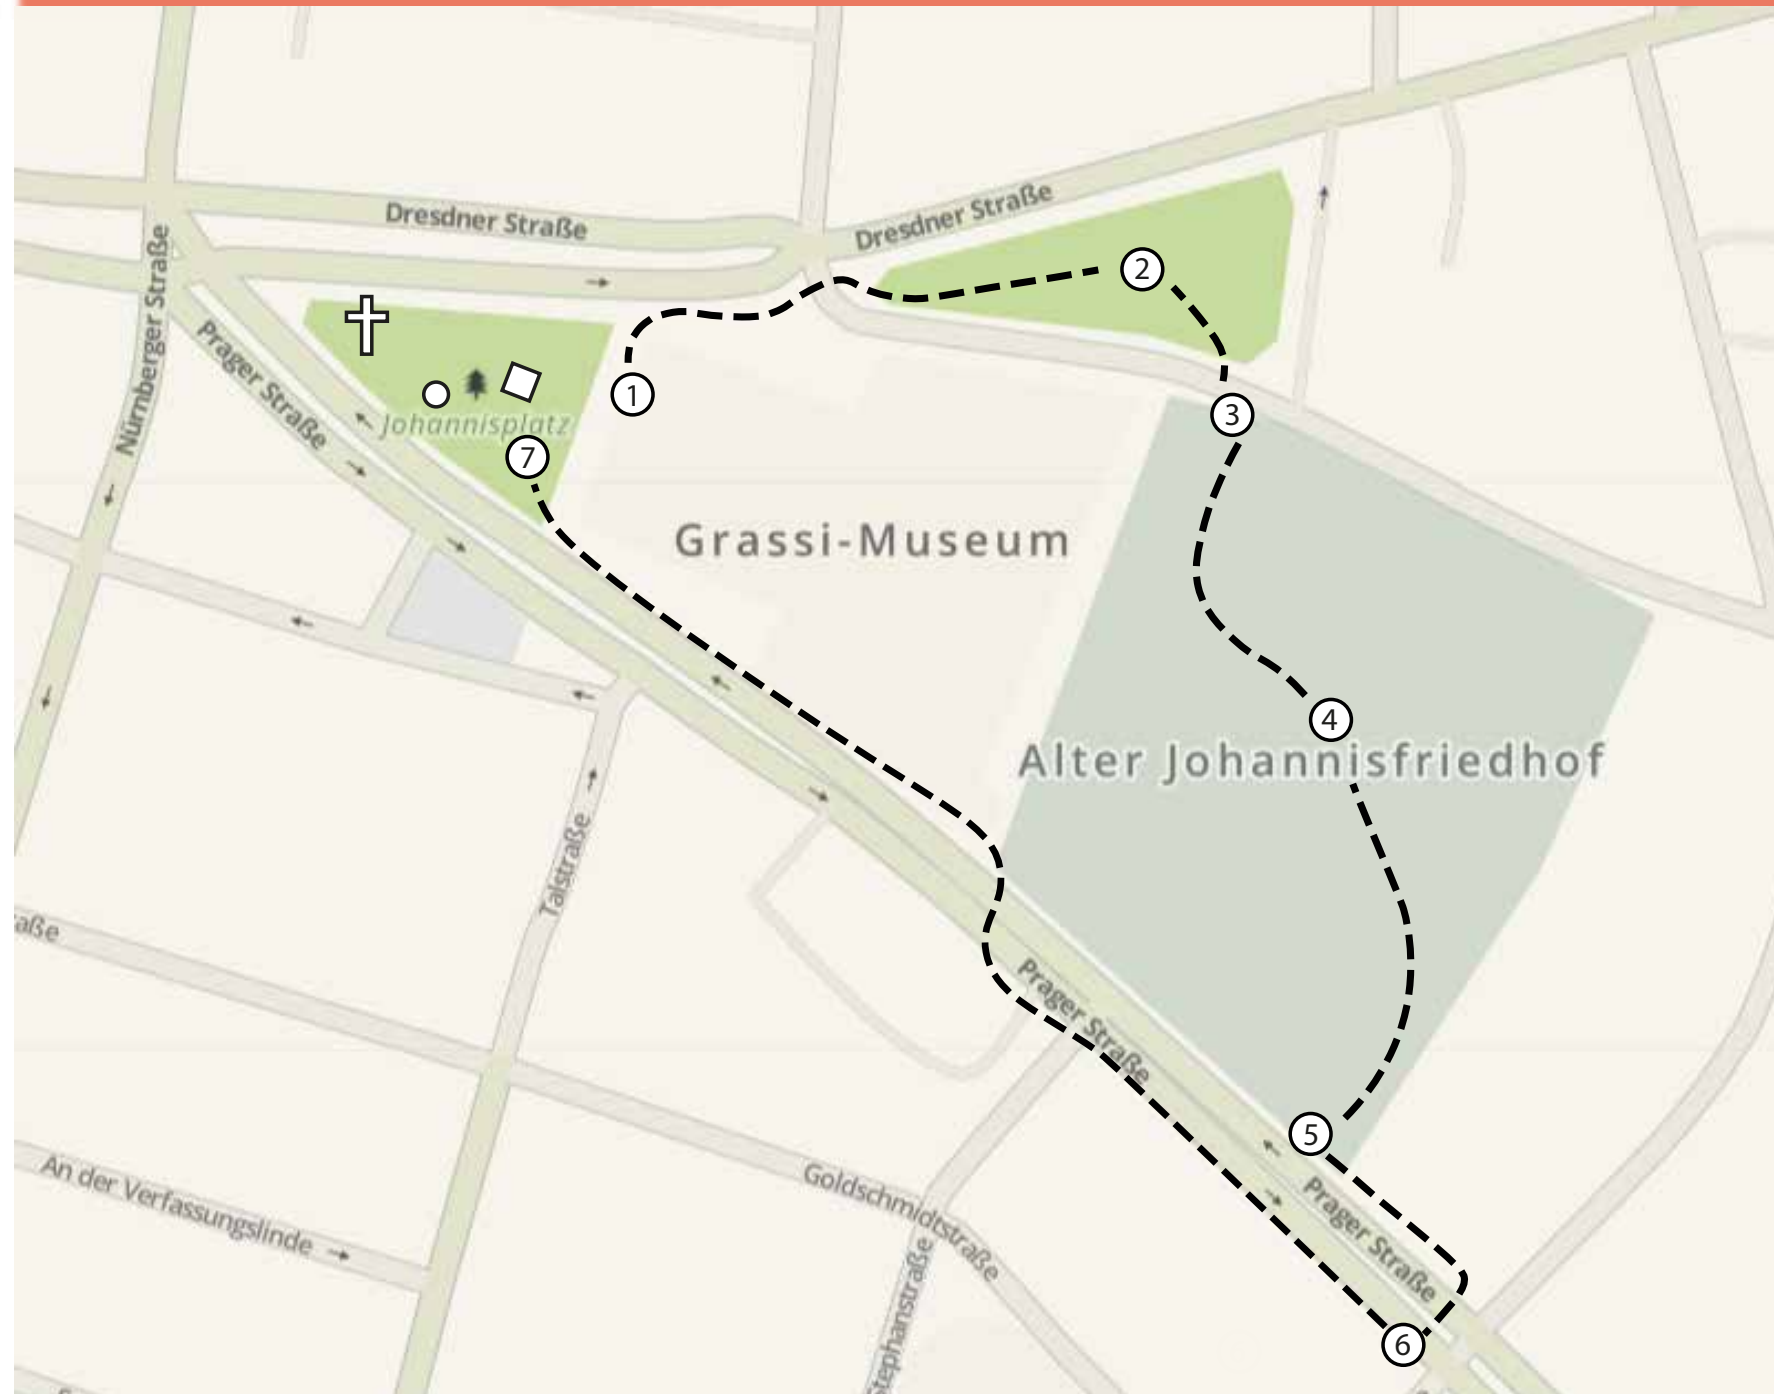 Dresdner Straße
Dresdner Straße
Nürnberger Straße
Prager Straße
2
1
3
Johannisplatz
7
Grassi-Museum
4
Alter Johannisfriedhof
Talstraße
aße
Prager Straße
5
An der Verfassungslinde
Goldschmidtstraße
Prager Straße
Stephanstraße
6